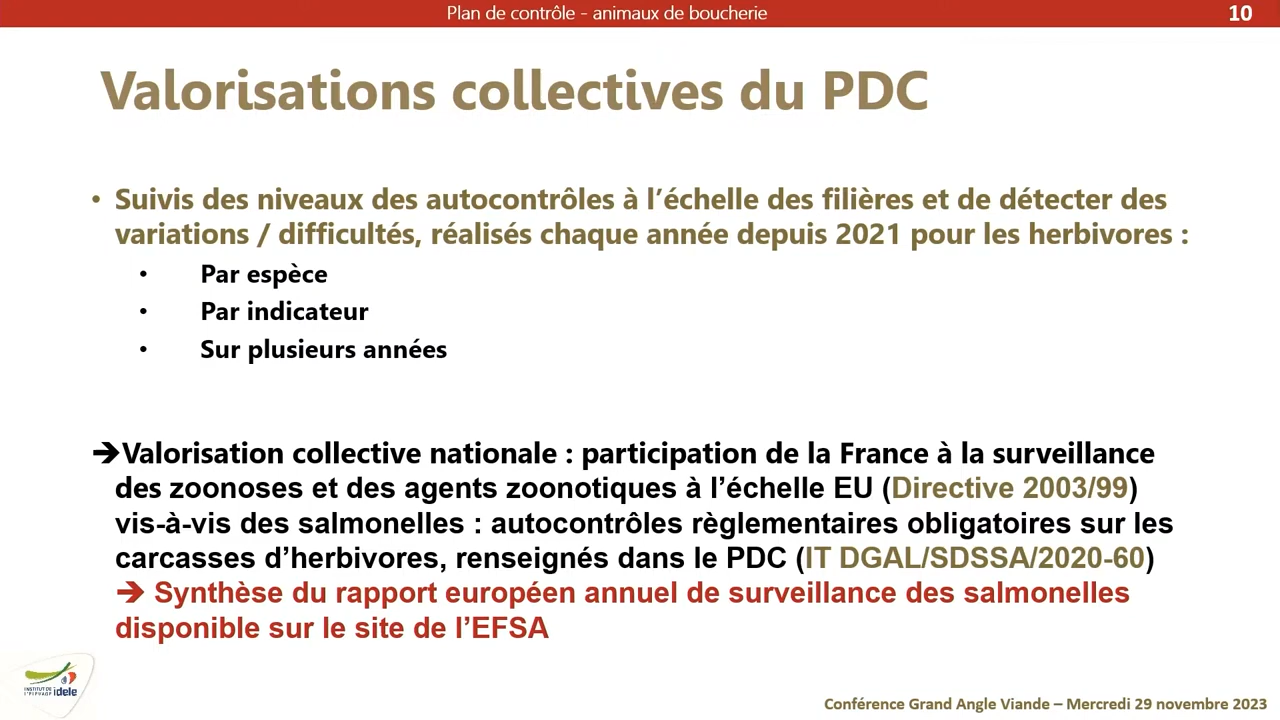 Plan de contrôle - animaux de boucherie
10
Valorisations collectives du PDC
• Suivis des niveaux des autocontrôles à l’échelle des filières et de détecter des
variations / difficultés, réalisés chaque année depuis 2021 pour les herbivores :
• Par espèce
• Par indicateur
• Sur plusieurs années
➔Valorisation collective nationale : participation de la France à la surveillance
des zoonoses et des agents zoonotiques à l’échelle EU (Directive 2003/99)
vis-à-vis des salmonelles : autocontrôles règlementaires obligatoires sur les
carcasses d’herbivores, renseignés dans le PDC (IT DGAL/SDSSA/2020-60)
➔ Synthèse du rapport européen annuel de surveillance des salmonelles
disponible sur le site de l’EFSA
INSTITUT DE
L'ELEVAGE idele
Conférence Grand Angle Viande – Mercredi 29 novembre 2023